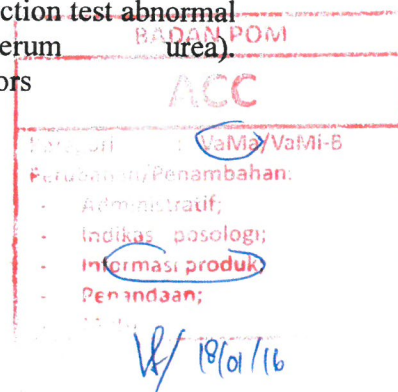 ction test abnormal
erum urea).
ors
BADAN POM
ACC
: VaMa/VaMi-B
Perubahan/Penambahan:
- Administratif;
- Indikasi posologi;
- Informasi produk;
- Penandaan;
18/01/16